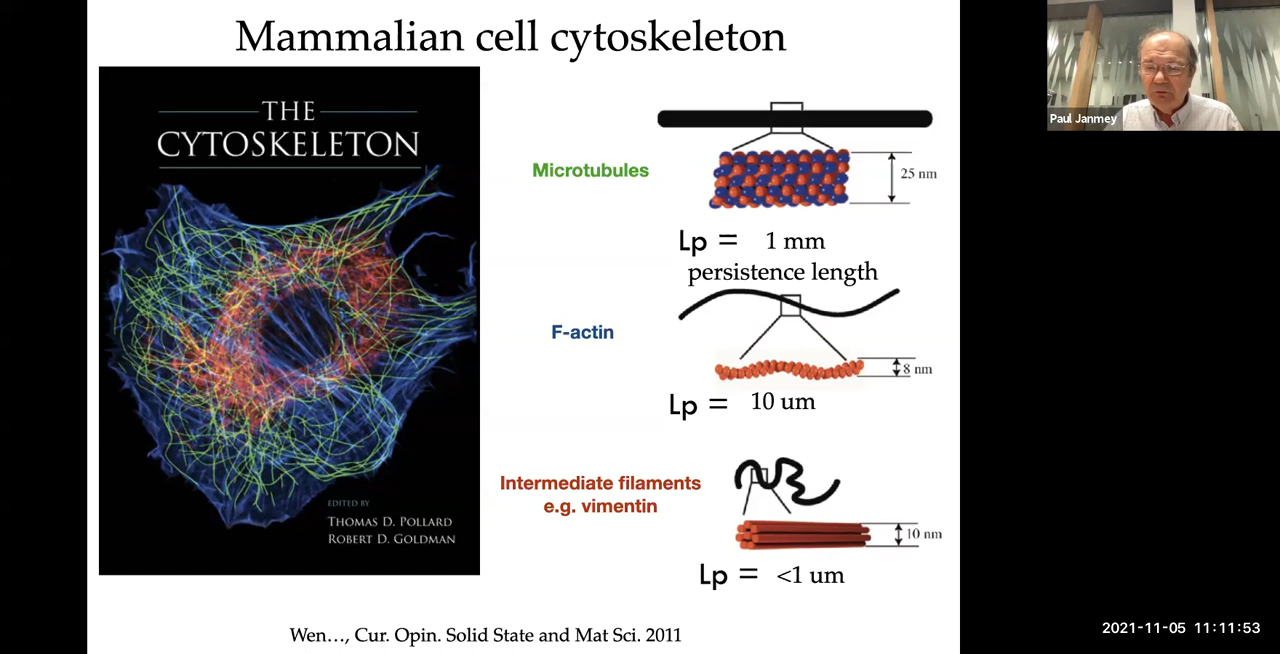 Mammalian cell cytoskeleton
THE
CYTOSKELETON
EDITED BY
THOMAS D. POLLARD
ROBERT D. GOLDMAN
Microtubules
25 nm
Lp = 1 mm
persistence length
F-actin
8 nm
Lp = 10 um
Intermediate filaments
e.g. vimentin
10 nm
Lp = <1 um
Wen…, Cur. Opin. Solid State and Mat Sci. 2011
Paul Janmey
2021-11-05 11:11:53